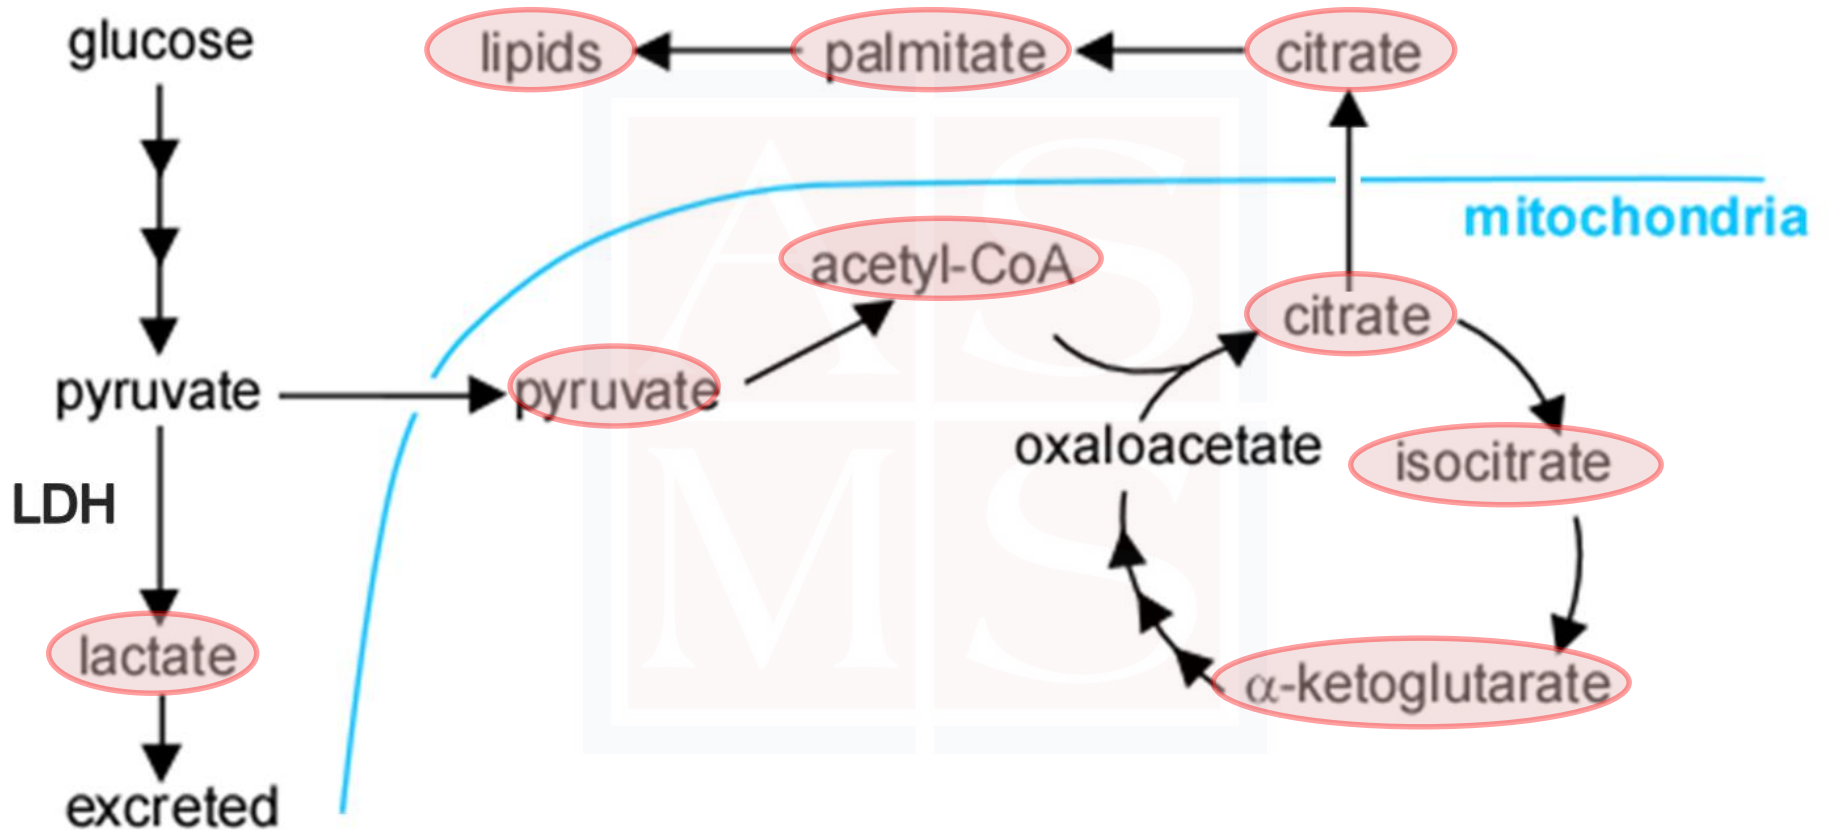 glucose
lipids
palmitate
citrate
mitochondria
acetyl-CoA
citrate
pyruvate
pyruvate
oxaloacetate
isocitrate
LDH
lactate
α-ketoglutarate
excreted
A S
M S